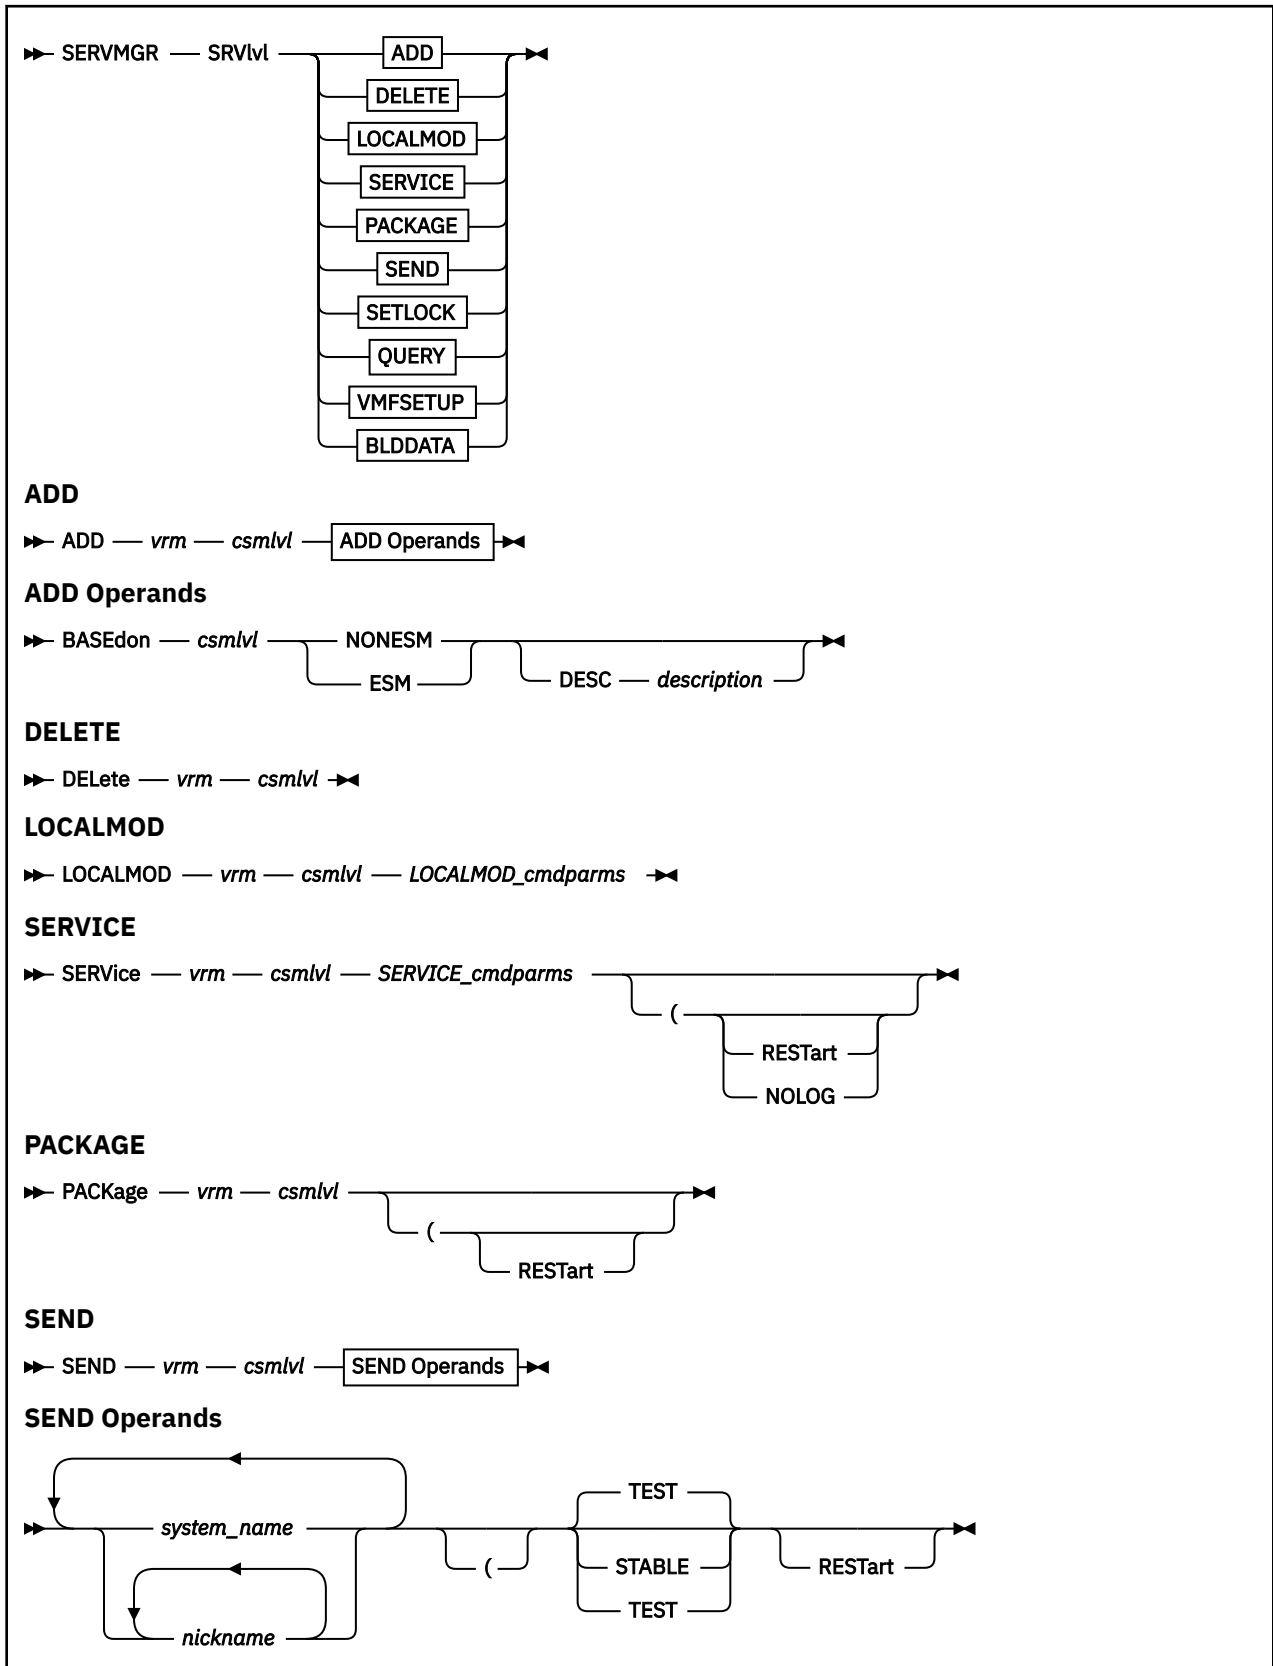 SERVMGR SRVlvl ADD
DELETE
LOCALMOD
SERVICE
PACKAGE
SEND
SETLOCK
QUERY
VMFSETUP
BLDDATA
ADD
ADD vrm csmlvl ADD Operands
ADD Operands
BASEdon csmlvl NONESM
ESM
DESC description
DELETE
DELete vrm csmlvl
LOCALMOD
LOCALMOD vrm csmlvl LOCALMOD_cmdparms
SERVICE
SERVice vrm csmlvl SERVICE_cmdparms
(
RESTart
NOLOG
PACKAGE
PACKage vrm csmlvl
(
RESTart
SEND
SEND vrm csmlvl SEND Operands
SEND Operands
TEST
system_name
( STABLE RESTart
TEST
nickname